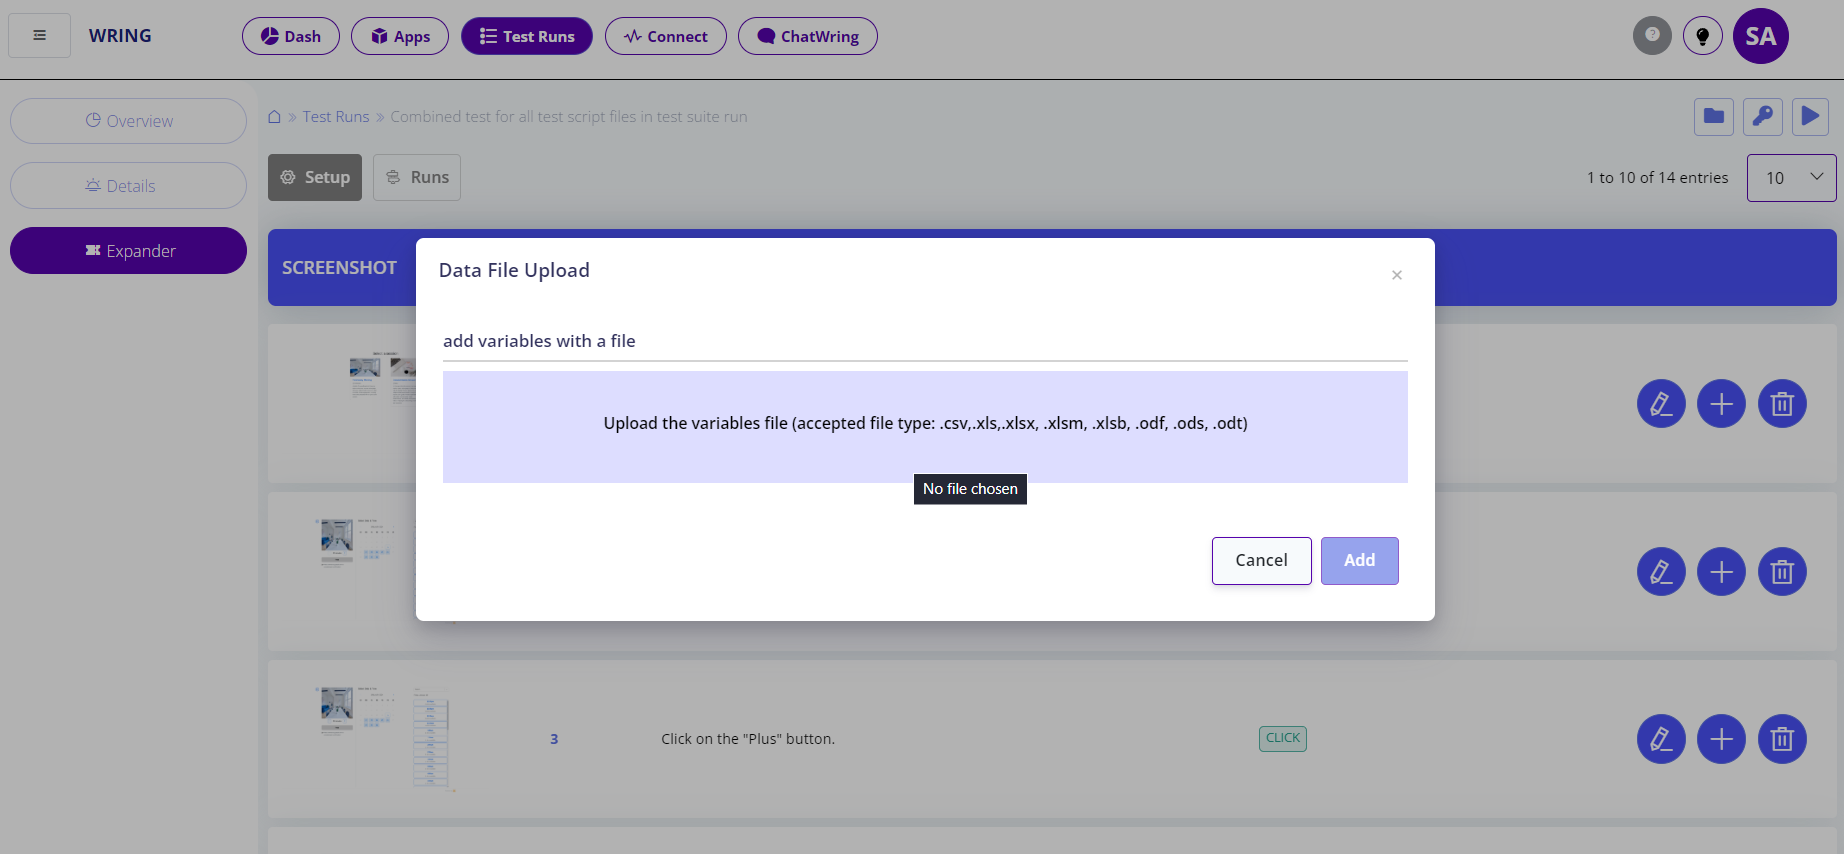 WRING
Dash
Apps
Test Runs
Connect
ChatWring
?
SA
Overview
Details
Expander
» Test Runs » Combined test for all test script files in test suite run
Setup
Runs
1 to 10 of 14 entries
10
SCREENSHOT
Data File Upload
×
add variables with a file
Upload the variables file (accepted file type: .csv,.xls,.xlsx, .xlsm, .xlsb, .odf, .ods, .odt)
No file chosen
Cancel
Add
3
Click on the "Plus" button.
CLICK